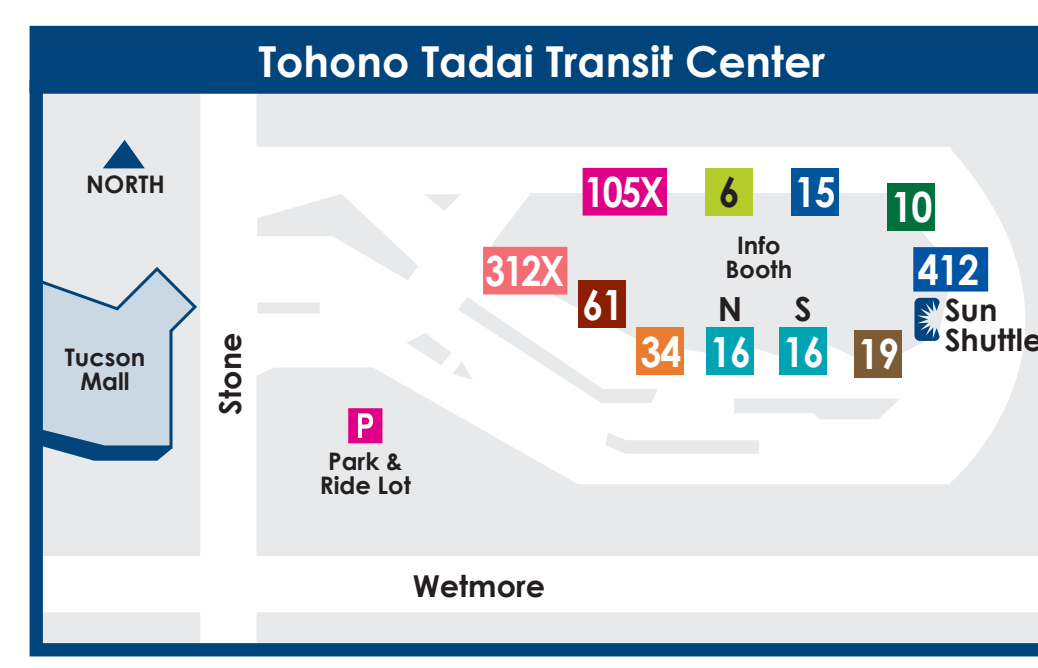 Tohono Tadai Transit Center
NORTH
105X
6
15
10
Info
Booth
312X
412
61
N
S
Sun
Shuttle
34
16
16
19
Tucson
Mall
Stone
P
Park &
Ride Lot
Wetmore